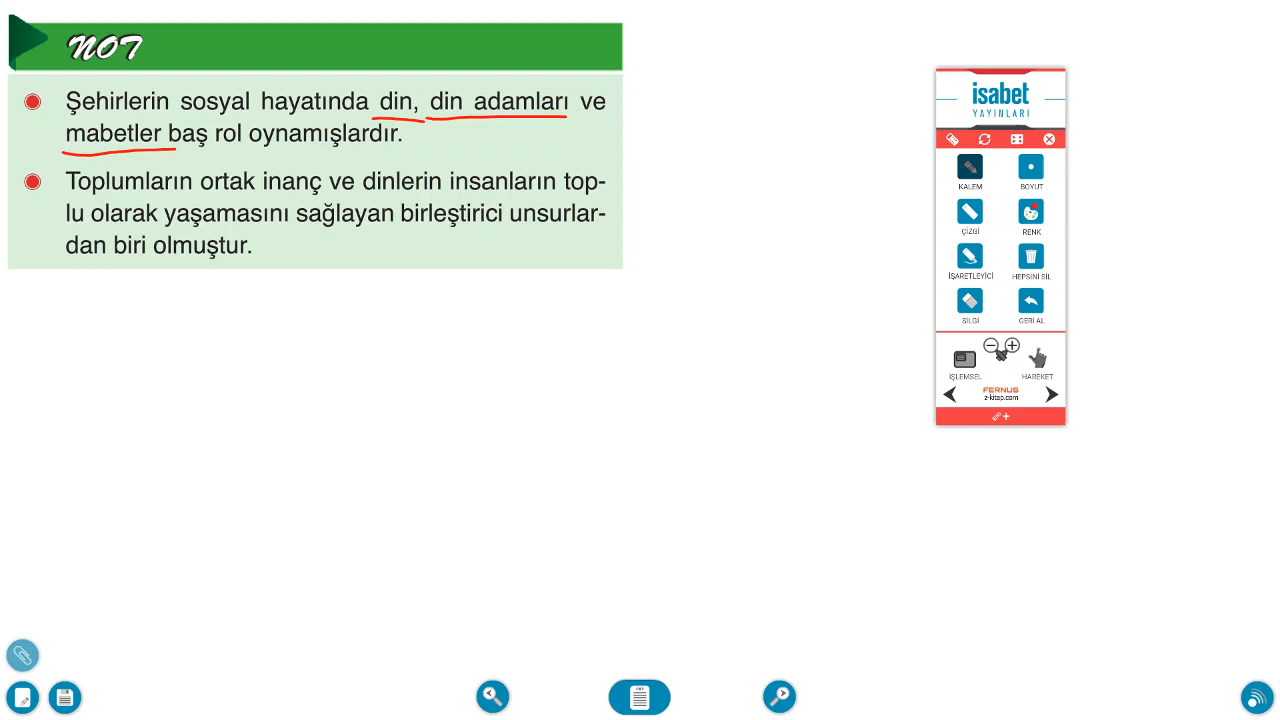 NOT
Şehirlerin sosyal hayatında din, din adamları ve
mabetler baş rol oynamışlardır.
Toplumların ortak inanç ve dinlerin insanların top-
lu olarak yaşamasını sağlayan birleştirici unsurlar-
dan biri olmuştur.
isabet
YAYINLARI
KALEM
BOYUT
ÇİZGİ
RENK
İŞARETLEYİCİ
HEPSİNİ SİL
SİLGİ
GERİ AL
İŞLEMSEL
HAREKET
FERNUS
z-kitap.com